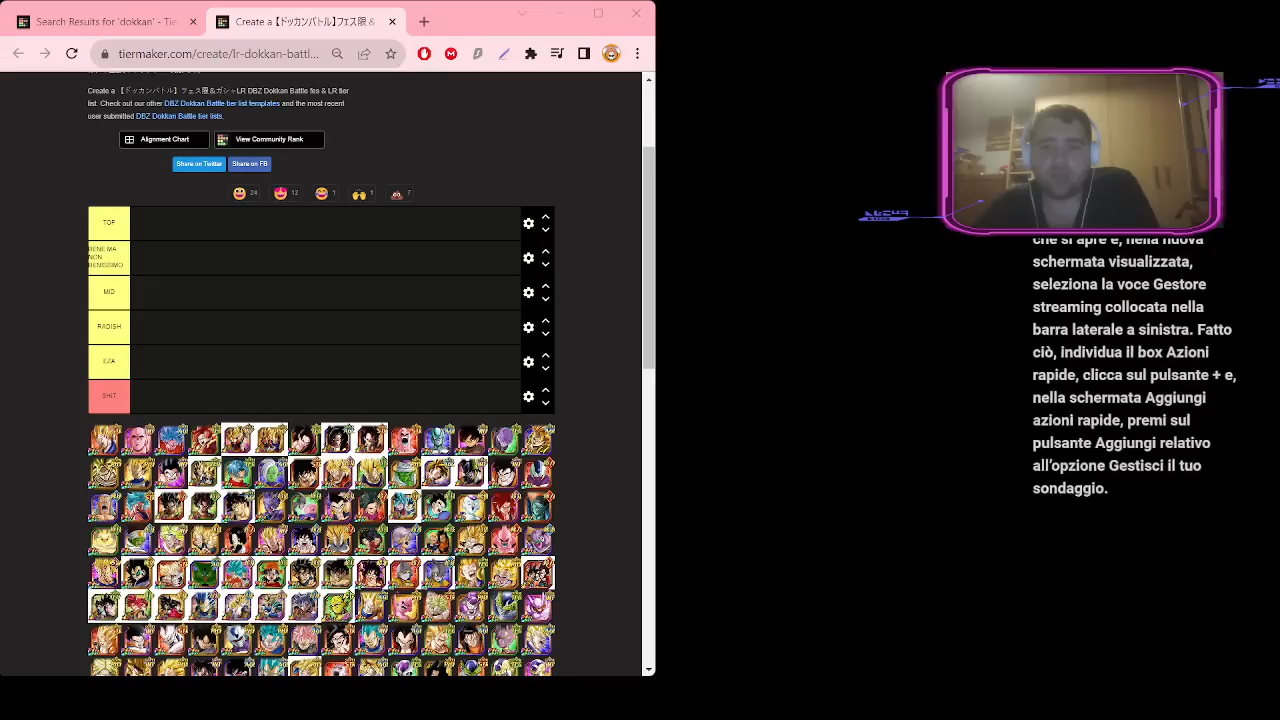 Search Results for 'dokkan' - Tie
Create a 【ドッカンバトル】フェス限 &
tiermaker.com/create/lr-dokkan-battl...
Create a 【ドッカンバトル】フェス限＆ガシャLR DBZ Dokkan Battle fes & LR tier
list. Check out our other DBZ Dokkan Battle tier list templates and the most recent
user submitted DBZ Dokkan Battle tier lists.
Alignment Chart
View Community Rank
Share on Twitter
Share on FB
24
12
1
1
7
TOP
BENE MA
NON
BENISSIMO
MID
RADISH
EZA
SHIT
che si apre e, nella nuova
schermata visualizzata,
seleziona la voce Gestore
streaming collocata nella
barra laterale a sinistra. Fatto
ciò, individua il box Azioni
rapide, clicca sul pulsante + e,
nella schermata Aggiungi
azioni rapide, premi sul
pulsante Aggiungi relativo
all'opzione Gestisci il tuo
sondaggio.